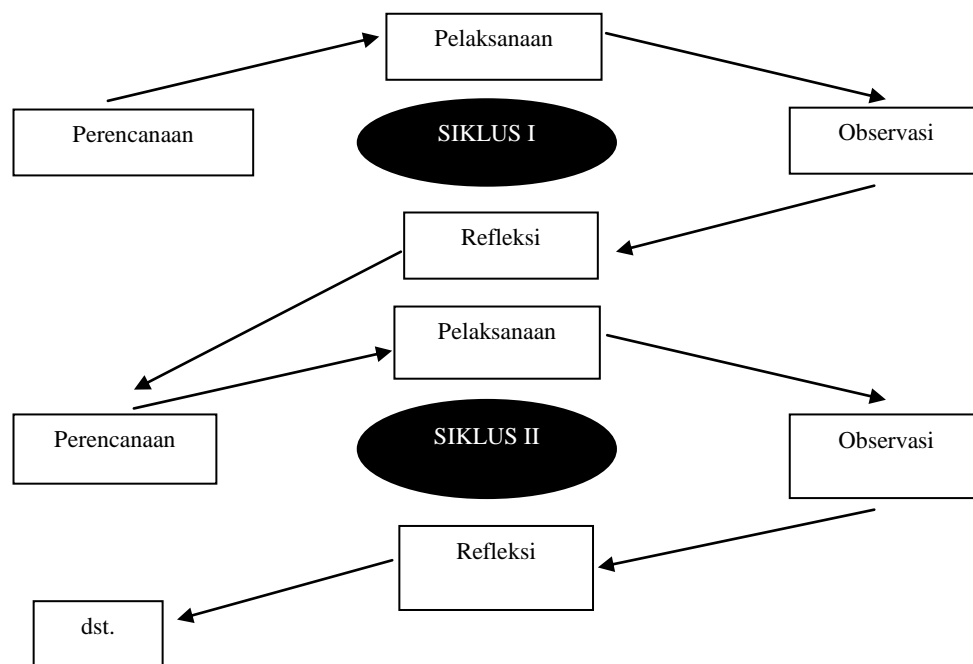 Pelaksanaan
Perencanaan
SIKLUS I
Observasi
Refleksi
Pelaksanaan
Perencanaan
SIKLUS II
Observasi
Refleksi
dst.